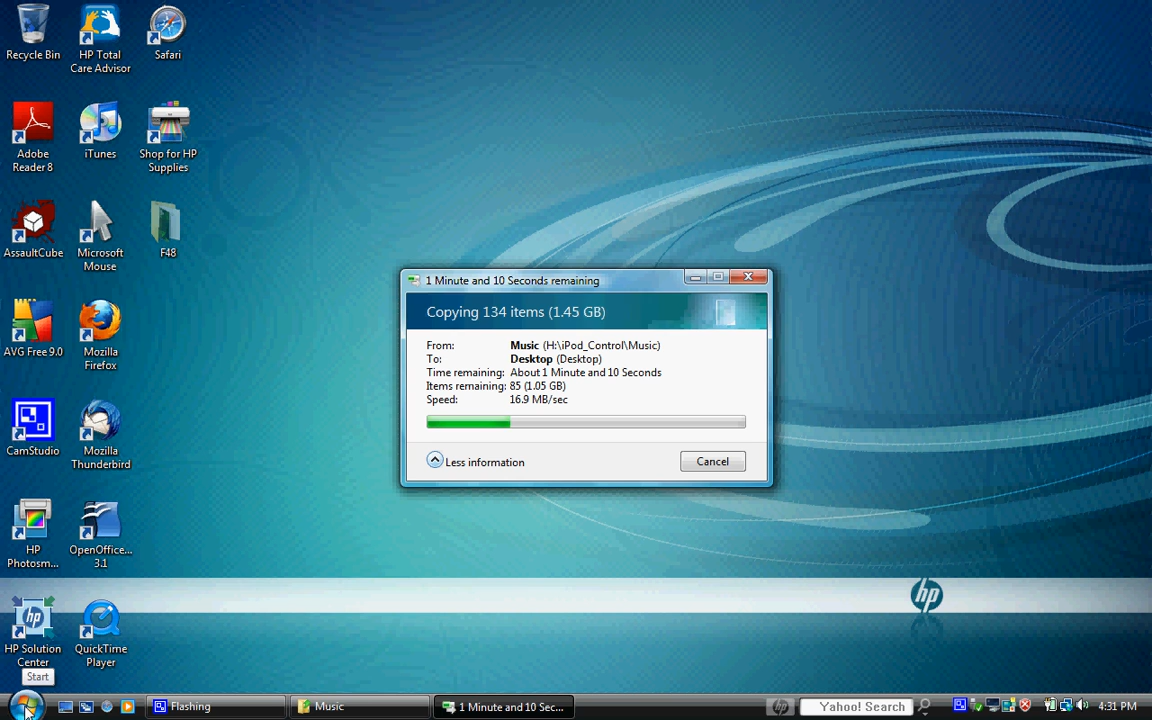 Recycle Bin
HP Total
Care Advisor
Safari
Adobe
Reader 8
iTunes
Shop for HP
Supplies
AssaultCube
Microsoft
Mouse
F48
AVG Free 9.0
Mozilla
Firefox
CamStudio
Mozilla
Thunderbird
HP
Photosm...
OpenOffice...
3.1
HP Solution
Center
QuickTime
Player
Start
1 Minute and 10 Seconds remaining
Copying 134 items (1.45 GB)
From: Music (H:\iPod_Control\Music)
To: Desktop (Desktop)
Time remaining: About 1 Minute and 10 Seconds
Items remaining: 85 (1.05 GB)
Speed: 16.9 MB/sec
Less information
Cancel
hp
Flashing
Music
1 Minute and 10 Sec...
hp
Yahoo! Search
4:31 PM